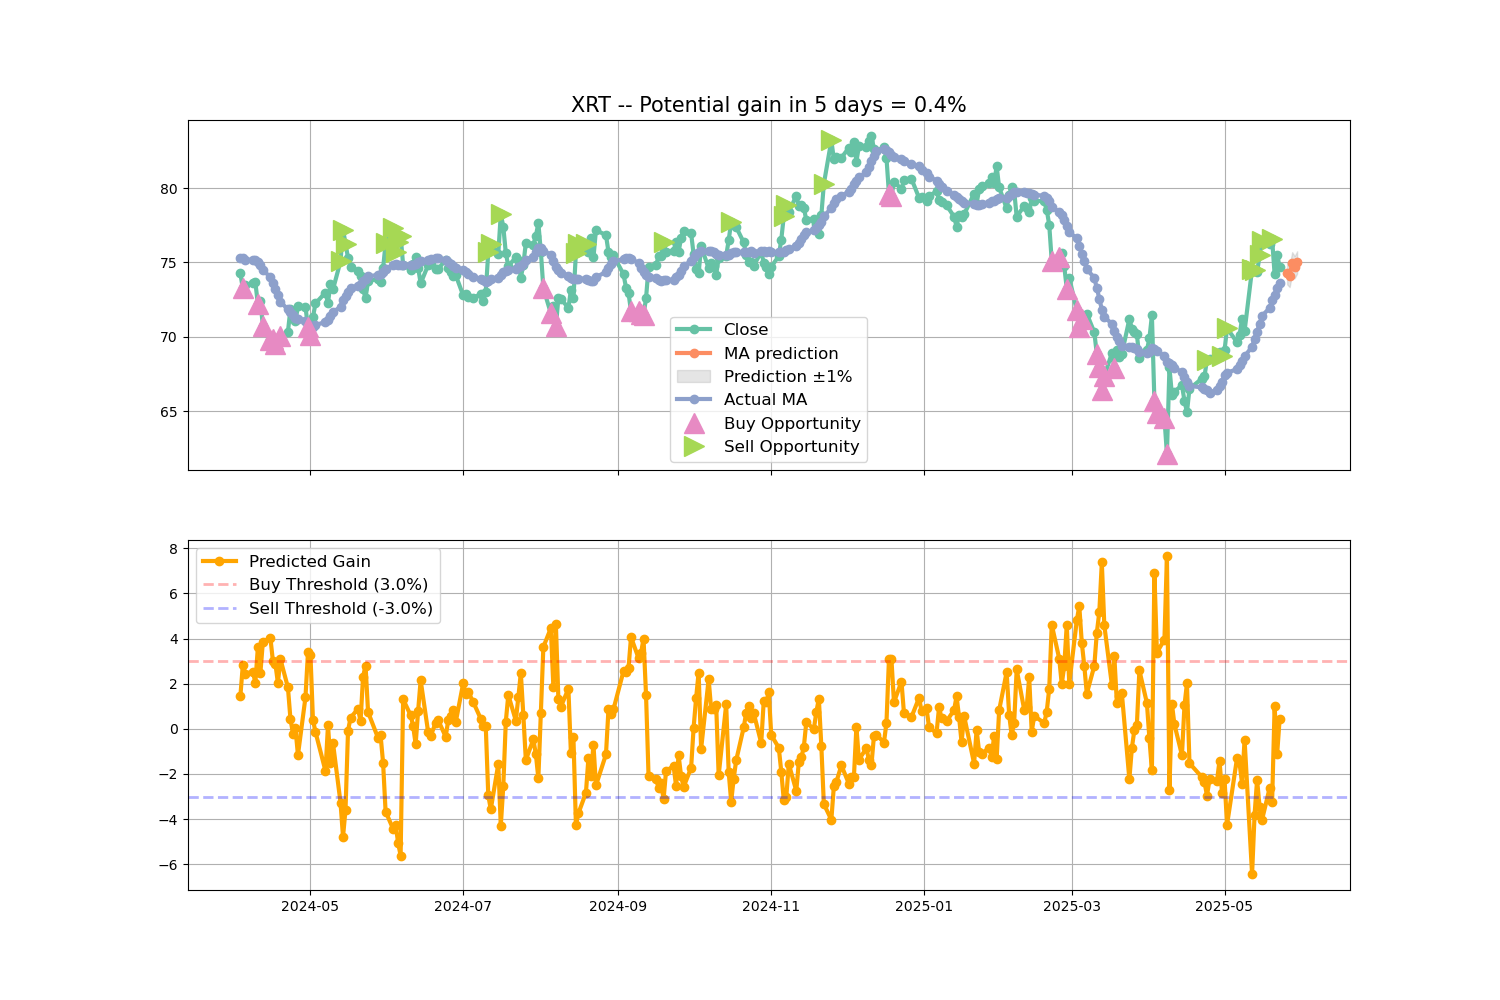 XRT -- Potential gain in 5 days = 0.4%
80
75
70
65
Close
MA prediction
Prediction ±1%
Actual MA
Buy Opportunity
Sell Opportunity
8
6
4
2
0
−2
−4
−6
Predicted Gain
Buy Threshold (3.0%)
Sell Threshold (-3.0%)
2024-05
2024-07
2024-09
2024-11
2025-01
2025-03
2025-05